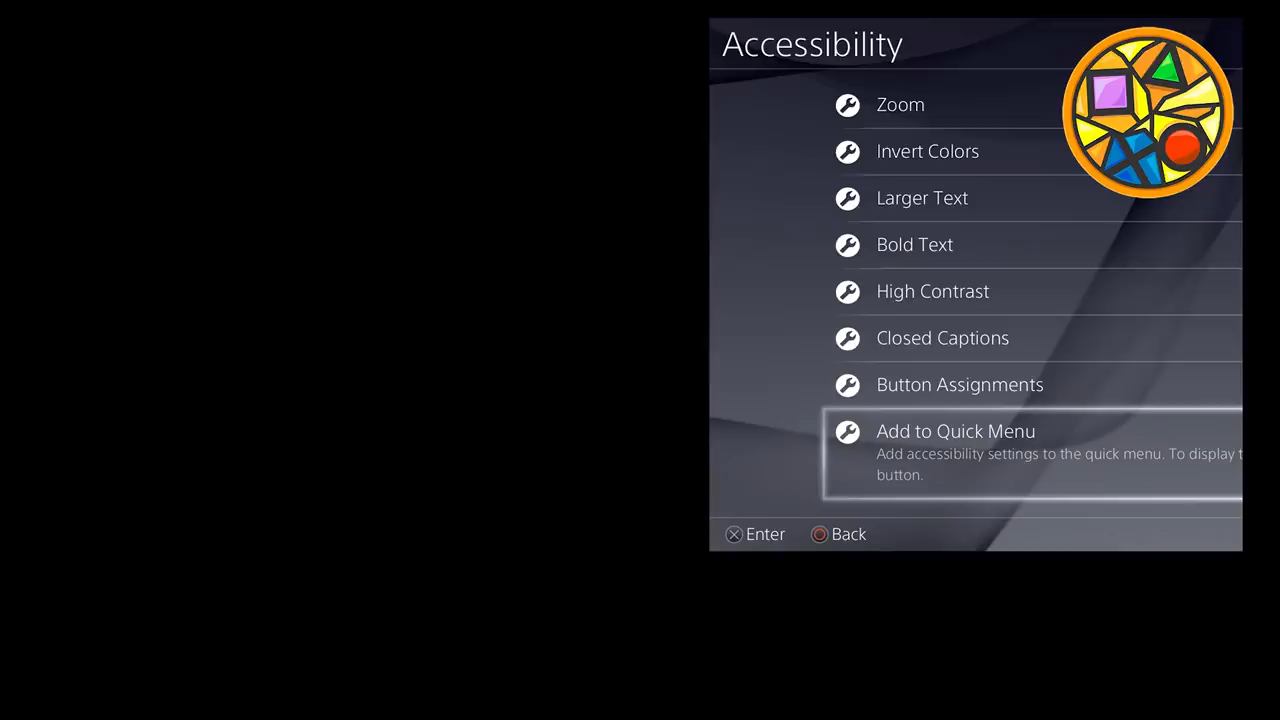 Accessibility
Zoom
Invert Colors
Larger Text
Bold Text
High Contrast
Closed Captions
Button Assignments
Add to Quick Menu
Add accessibility settings to the quick menu. To display
button.
Enter Back